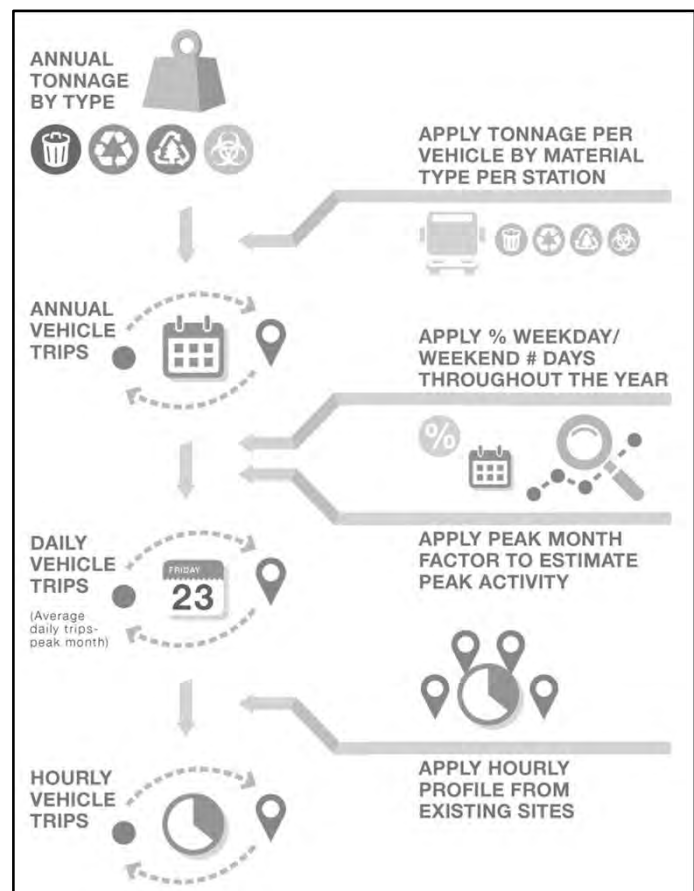 ANNUAL
TONNAGE
BY TYPE
APPLY TONNAGE PER
VEHICLE BY MATERIAL
TYPE PER STATION
ANNUAL
VEHICLE
TRIPS
APPLY % WEEKDAY/
WEEKEND # DAYS
THROUGHOUT THE YEAR
%
APPLY PEAK MONTH
FACTOR TO ESTIMATE
PEAK ACTIVITY
DAILY
VEHICLE
TRIPS
(Average
daily trips-
peak month)
FRIDAY
23
APPLY HOURLY
PROFILE FROM
EXISTING SITES
HOURLY
VEHICLE
TRIPS